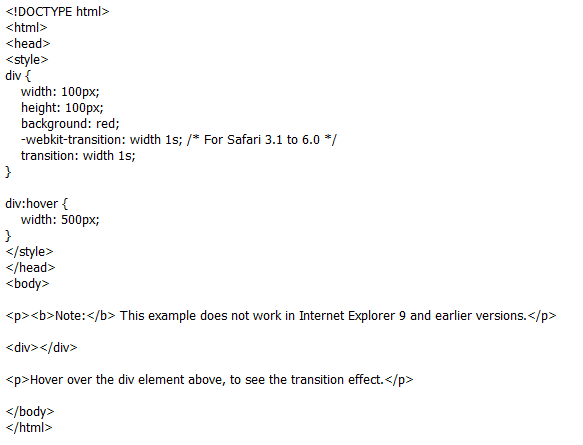 <!DOCTYPE html>
<html>
<head>
<style>
div {
    width: 100px;
    height: 100px;
    background: red;
    -webkit-transition: width 1s; /* For Safari 3.1 to 6.0 */
    transition: width 1s;
}

div:hover {
    width: 500px;
}
</style>
</head>
<body>

<p><b>Note:</b> This example does not work in Internet Explorer 9 and earlier versions.</p>

<div></div>

<p>Hover over the div element above, to see the transition effect.</p>

</body>
</html>